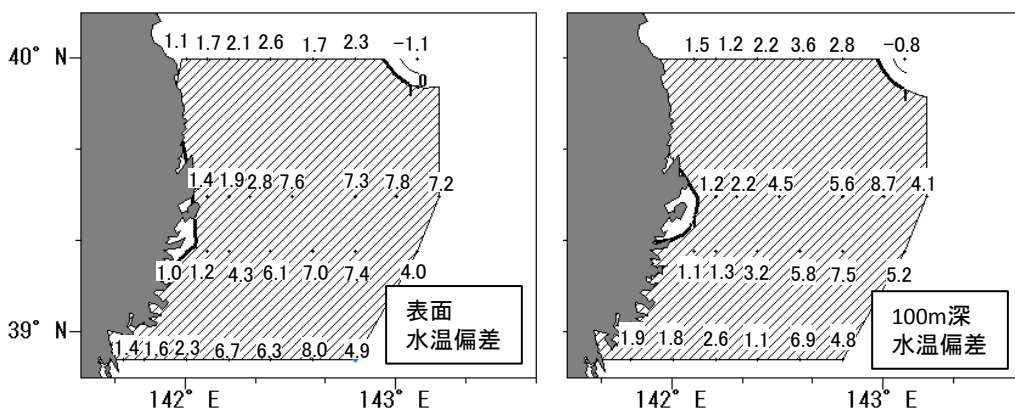 1.1 1.7 2.1 2.6 1.7 2.3 -1.1
40° N
0
1.4 1.9 2.8 7.6 7.3 7.8 7.2
1.0 1.2 4.3 6.1 7.0 7.4 4.0
39° N
1.4 1.6 2.3 6.7 6.3 8.0 4.9
表面
水温偏差
142° E 143° E
1.5 1.2 2.2 3.6 2.8 -0.8
1.2 2.2 4.5 5.6 8.7 4.1
1.1 1.3 3.2 5.8 7.5 5.2
1.9 1.8 2.6 1.1 6.9 4.8
100m深
水温偏差
142° E 143° E